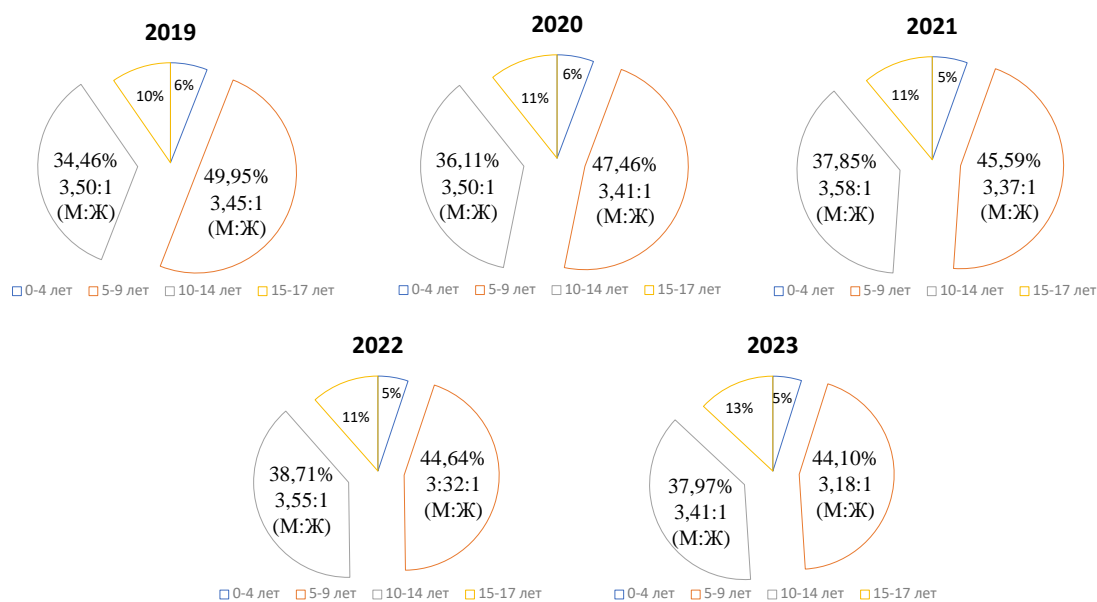 2019
6%
10%
34,46%
3,50:1
(М:Ж)
49,95%
3,45:1
(М:Ж)
0-4 лет 5-9 лет 10-14 лет 15-17 лет
2020
6%
11%
36,11%
3,50:1
(М:Ж)
47,46%
3,41:1
(М:Ж)
0-4 лет 5-9 лет 10-14 лет 15-17 лет
2021
5%
11%
37,85%
3,58:1
(М:Ж)
45,59%
3,37:1
(М:Ж)
0-4 лет 5-9 лет 10-14 лет 15-17 лет
2022
5%
11%
38,71%
3,55:1
(М:Ж)
44,64%
3:32:1
(М:Ж)
0-4 лет 5-9 лет 10-14 лет 15-17 лет
2023
5%
13%
37,97%
3,41:1
(М:Ж)
44,10%
3,18:1
(М:Ж)
0-4 лет 5-9 лет 10-14 лет 15-17 лет